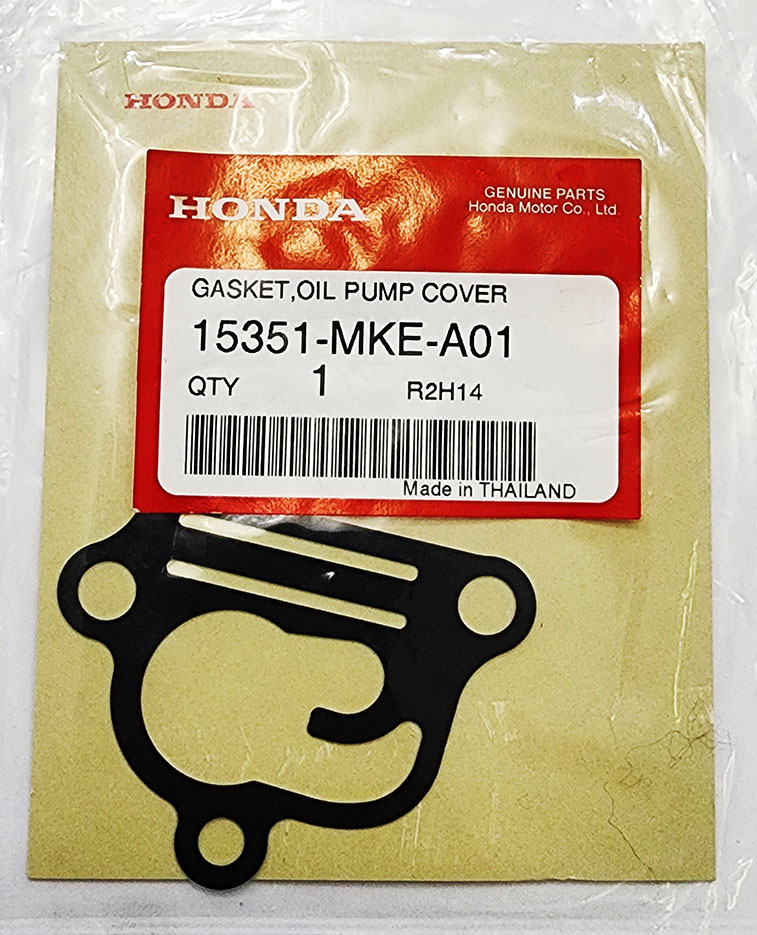 HONDA
HONDA
GENUINE PARTS
Honda Motor Co., Ltd.
GASKET,OIL PUMP COVER
15351-MKE-A01
QTY 1 R2H14
Made in THAILAND